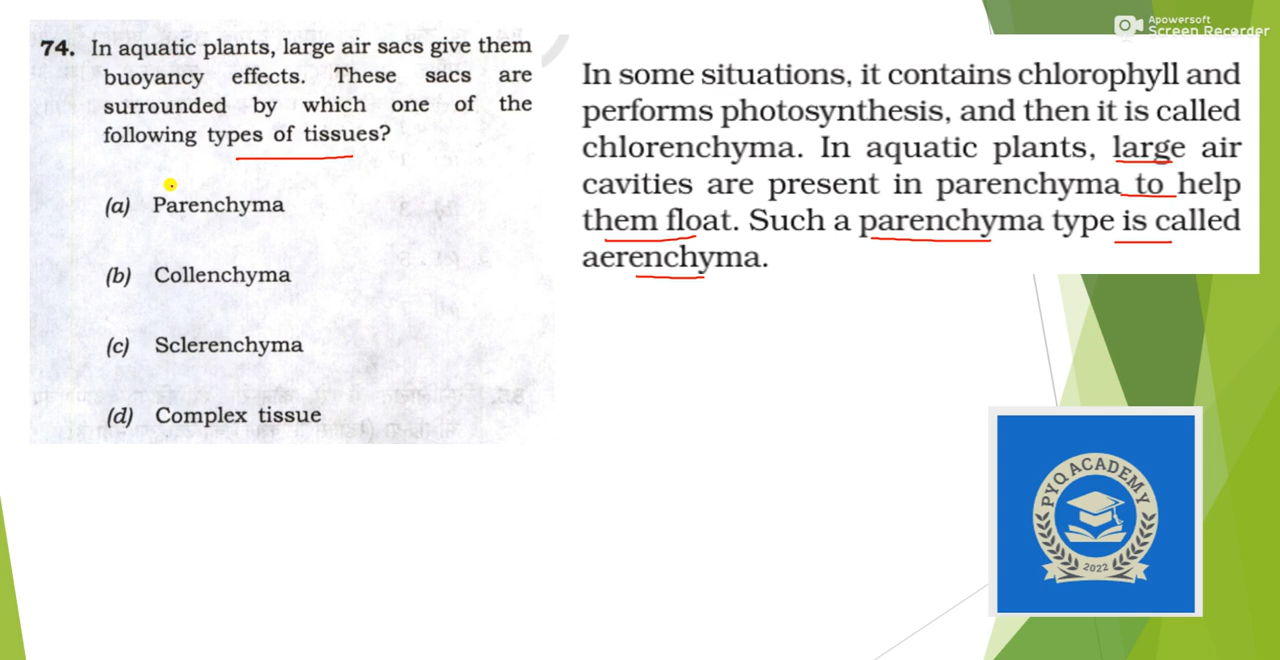 Apowersoft
Screen Recorder
74. In aquatic plants, large air sacs give them
buoyancy effects. These sacs are
surrounded by which one of the
following types of tissues?
(a) Parenchyma
(b) Collenchyma
(c) Sclerenchyma
(d) Complex tissue
In some situations, it contains chlorophyll and
performs photosynthesis, and then it is called
chlorenchyma. In aquatic plants, large air
cavities are present in parenchyma to help
them float. Such a parenchyma type is called
aerenchyma.
PYQ ACADEMY
2022